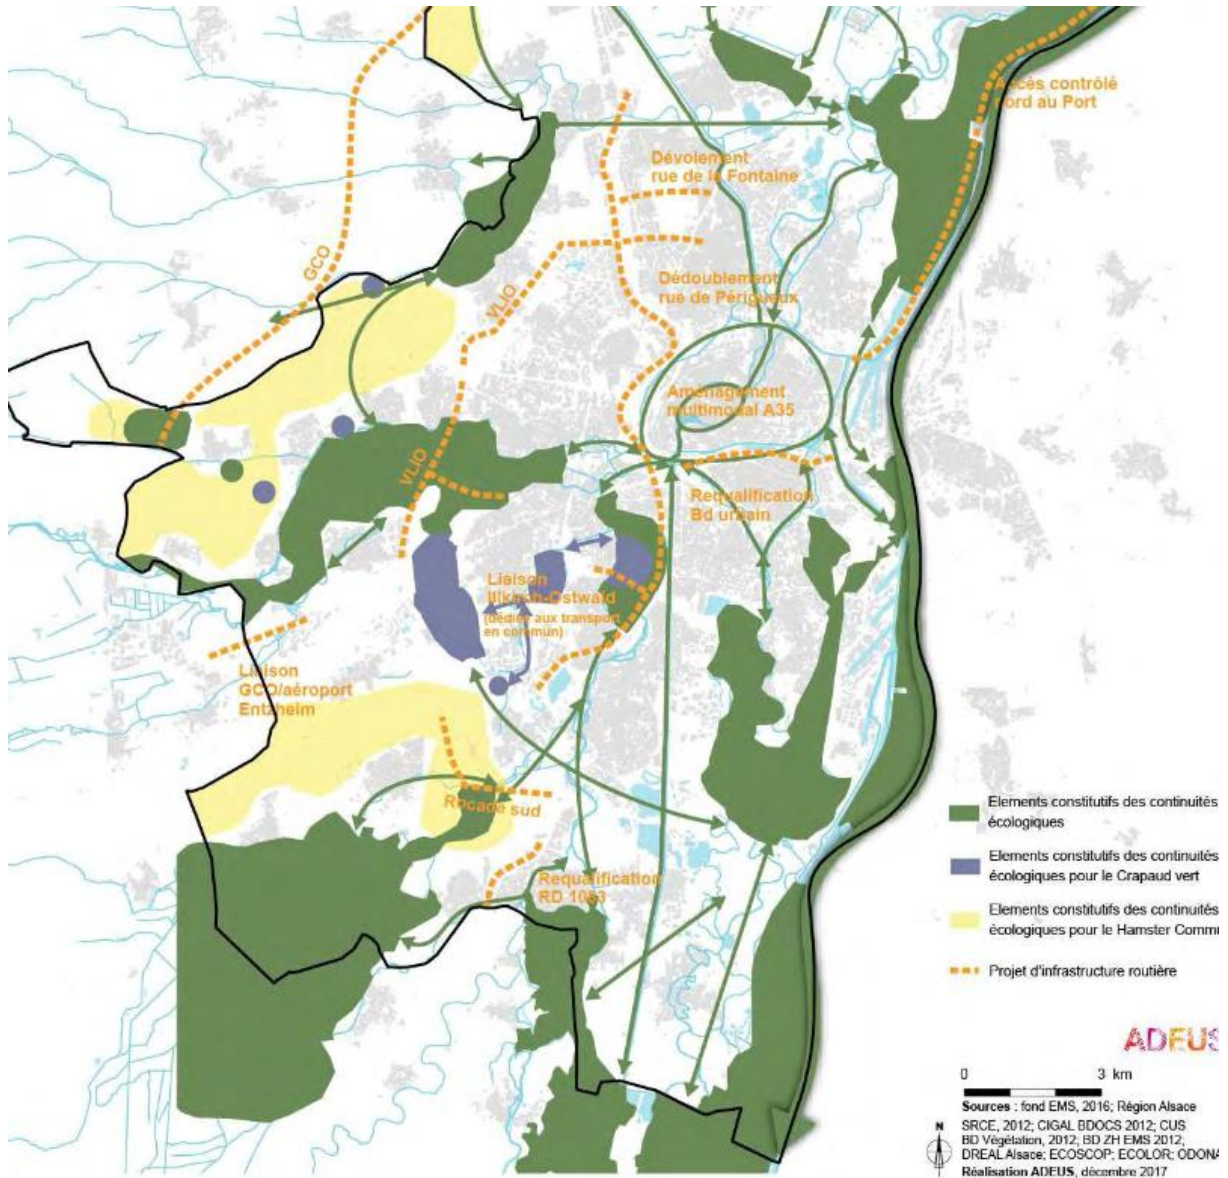 Accès contrôlé
nord au Port
Dévoiement
rue de la Fontaine
GCO
VLIO
Dédoublement
rue de Périgueux
Aménagement
multimodal A35
VLIO
Requalification
Bd urbain
Liaison
Illkirch-Ostwald
(dédiée aux transport
en commun)
Liaison
GCO/aéroport
Entzheim
Rocade sud
Requalification
RD 1083
Elements constitutifs des continuités
écologiques
Elements constitutifs des continuités
écologiques pour le Crapaud vert
Elements constitutifs des continuités
écologiques pour le Hamster Commu
Projet d'infrastructure routière
ADEUS
0 3 km
Sources : fond EMS, 2016; Région Alsace
SRCE, 2012; CIGAL BDOCS 2012; CUS
N
BD Végétation, 2012; BD ZH EMS 2012;
DREAL Alsace; ECOSCOP; ECOLOR; ODONA
Réalisation ADEUS, décembre 2017